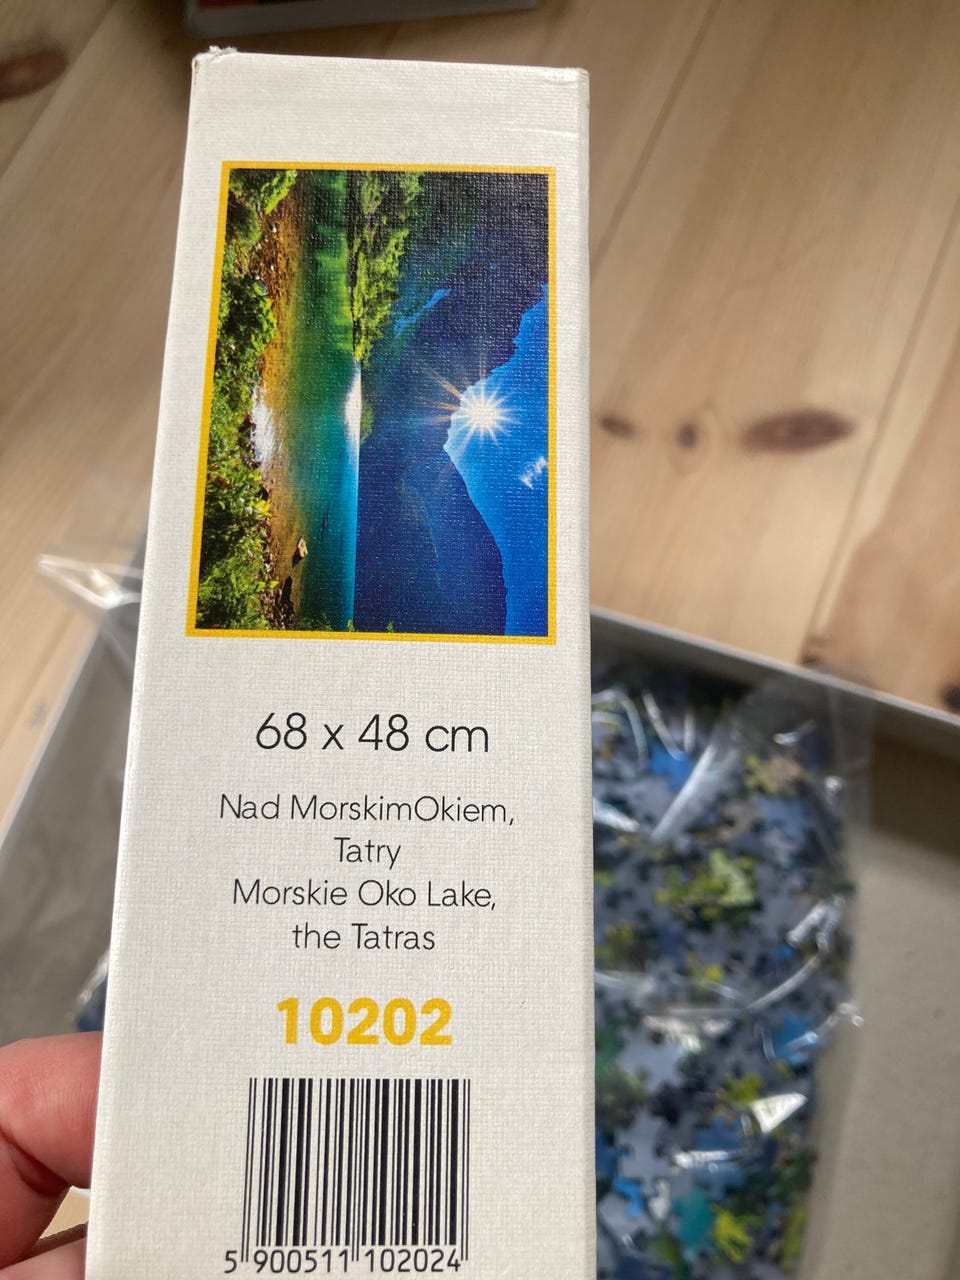 68 x 48 cm
Nad MorskimOkiem,
Tatry
Morskie Oko Lake,
the Tatras
10202
5 900511 102024